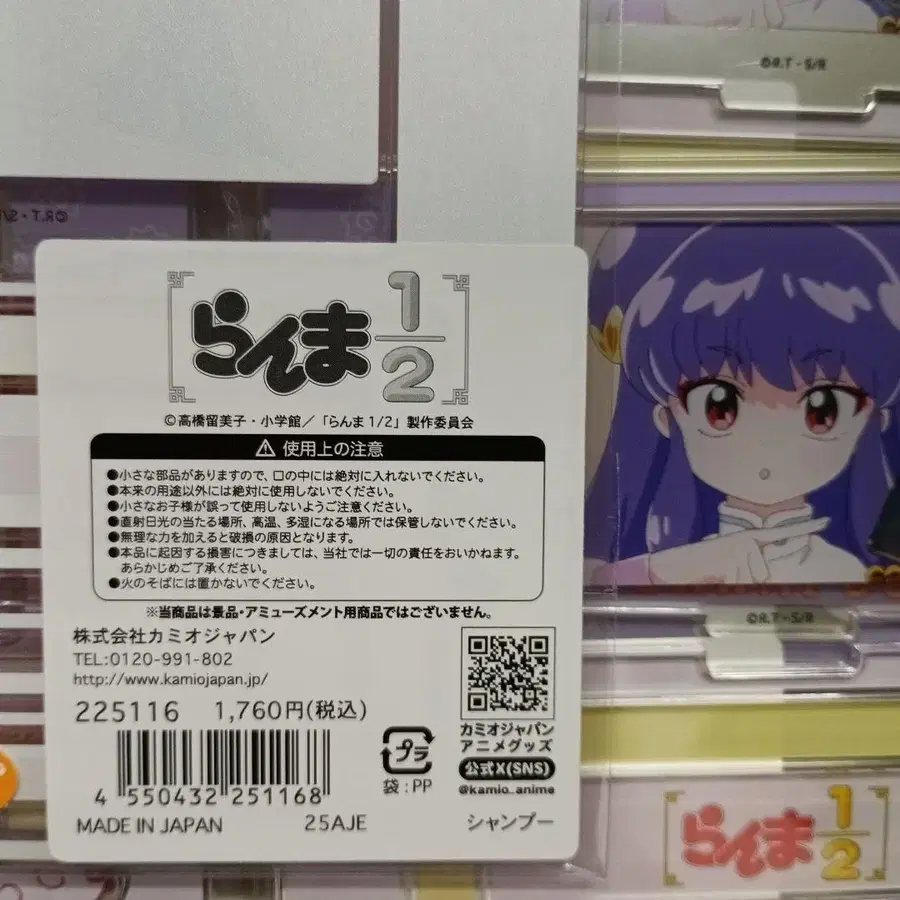 らんま1/2
©高橋留美子・小学館／「らんま1/2」製作委員会
⚠ 使用上の注意
●小さな部品がありますので、口の中には絶対に入れないでください。
●本来の用途以外には絶対に使用しないでください。
●小さなお子様が誤って使用しないようご注意ください。
●直射日光の当たる場所、高温、多湿になる場所では保管しないでください。
●無理な力を加えると破損の原因となります。
●本品に起因する損害につきましては、当社では一切の責任をおいかねます。
あらかじめご了承ください。
●火のそばには置かないでください。
※当商品は景品・アミューズメント用商品ではございません。
株式会社カミオジャパン
TEL:0120-991-802
http://www.kamiojapan.jp/
225116 1,760円(税込)
4 550432 251168
MADE IN JAPAN 25AJE
プラ
袋:PP
カミオジャパン
アニメグッズ
公式X(SNS)
@kamio_anime
シャンプー
©R.T・S/R
©R.T・S/
©R.T・S/R
らんま1/2